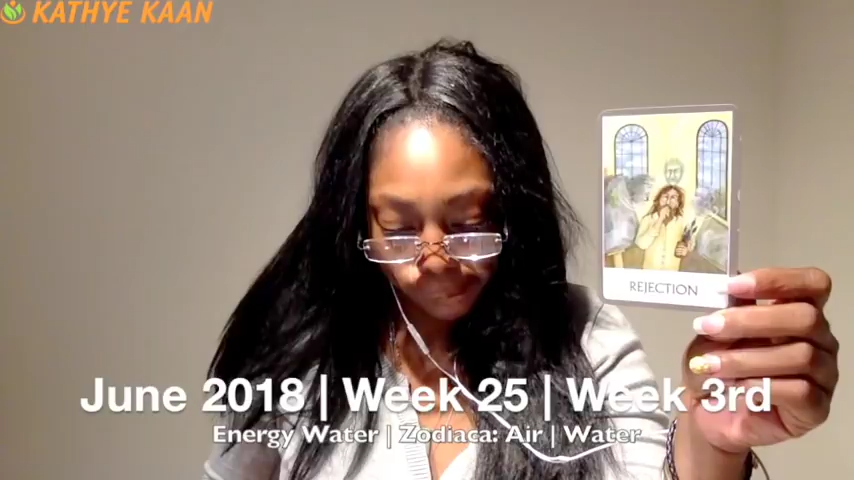 KATHYE KAAN
REJECTION
June 2018 | Week 25 | Week 3rd
Energy Water | Zodiaca: Air | Water